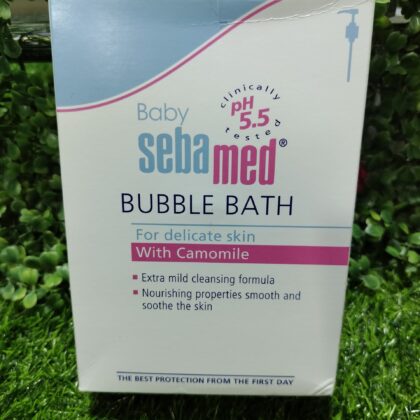 clinically
pH
5.5
tested
Baby
sebamed®
BUBBLE BATH
For delicate skin
With Camomile
Extra mild cleansing formula
Nourishing properties smooth and
soothe the skin
THE BEST PROTECTION FROM THE FIRST DAY